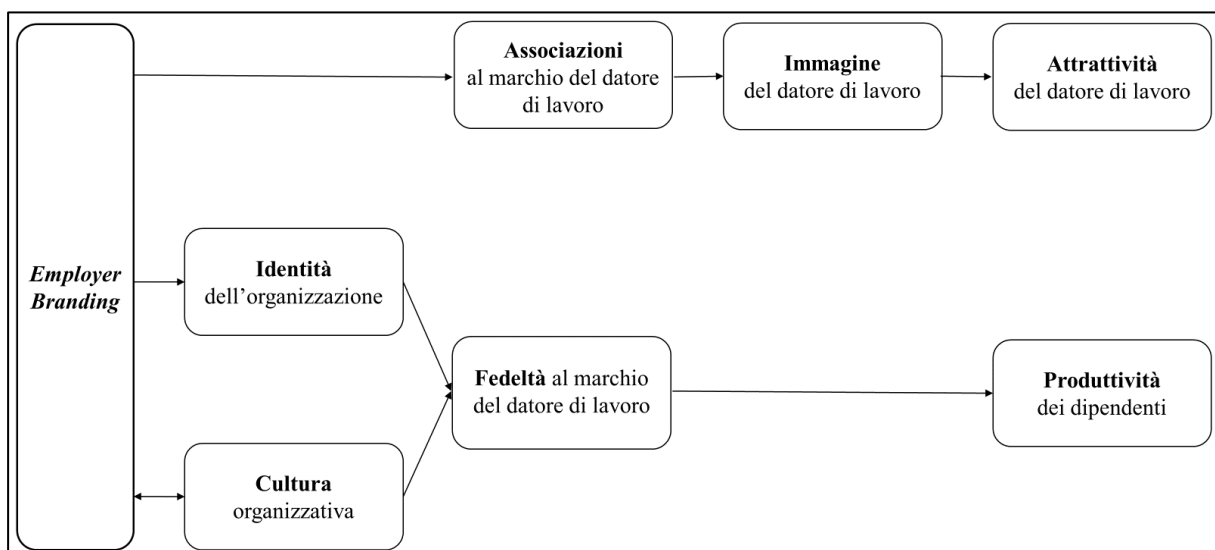 Associazioni
al marchio del datore
di lavoro
Immagine
del datore di lavoro
Attrattività
del datore di lavoro
Employer
Branding
Identità
dell’organizzazione
Fedeltà al marchio
del datore di lavoro
Produttività
dei dipendenti
Cultura
organizzativa